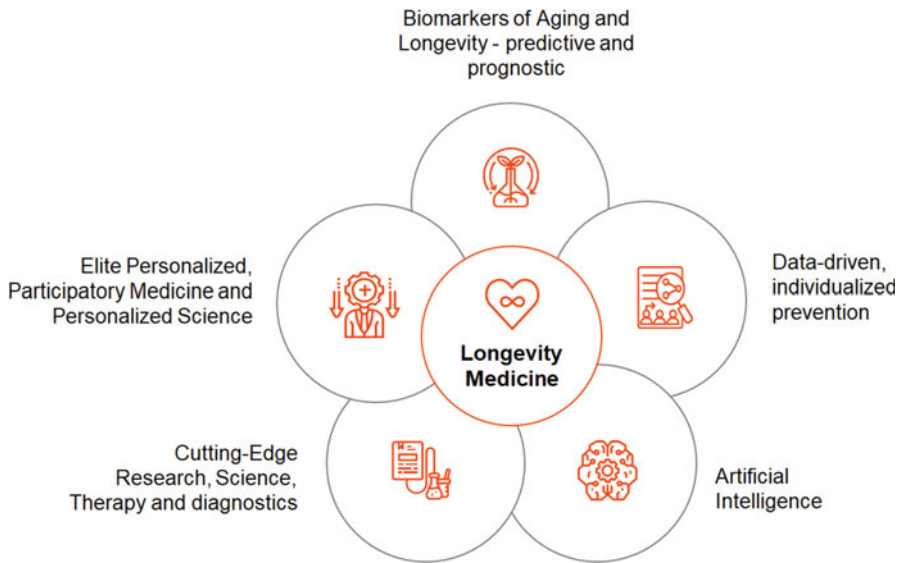 Biomarkers of Aging and
Longevity - predictive and
prognostic
Elite Personalized,
Participatory Medicine and
Personalized Science
Data-driven,
individualized
prevention
Longevity
Medicine
Cutting-Edge
Research, Science,
Therapy and diagnostics
Artificial
Intelligence